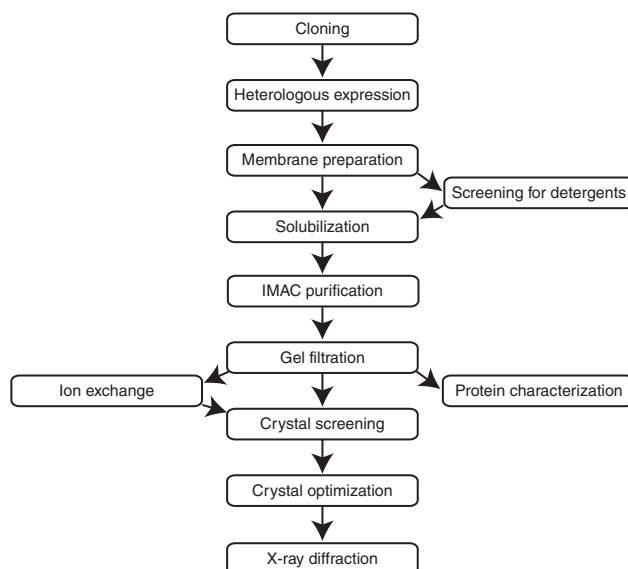 Cloning
Heterologous expression
Membrane preparation
Screening for detergents
Solubilization
IMAC purification
Gel filtration
Ion exchange
Protein characterization
Crystal screening
Crystal optimization
X-ray diffraction